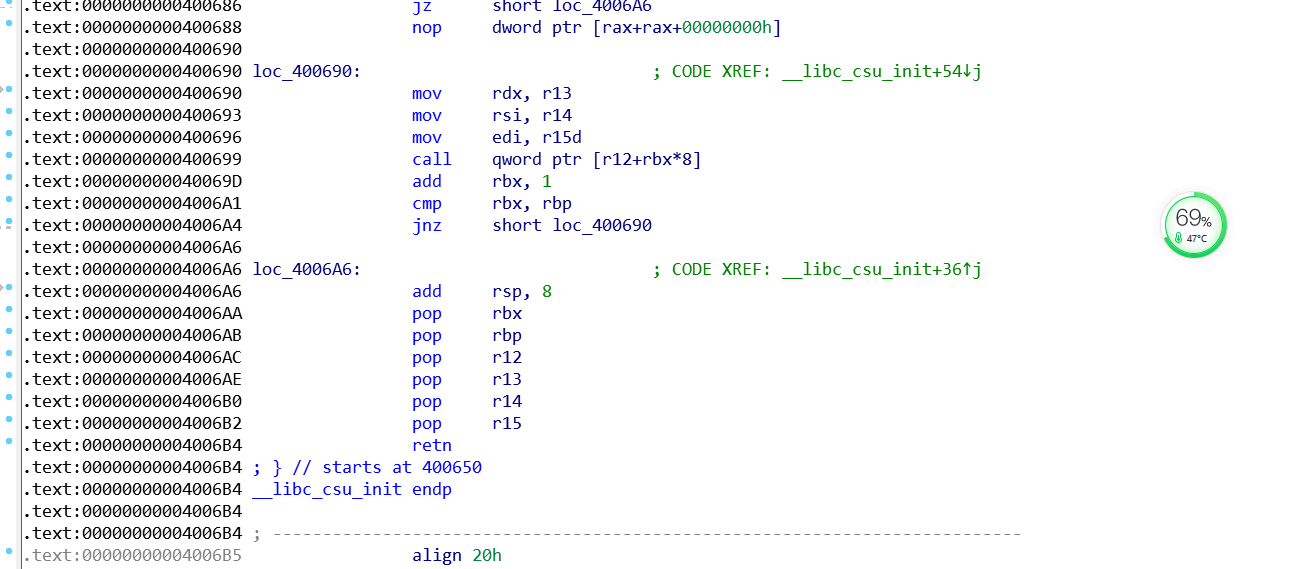 .text:0000000000400686 jz short loc_4006A6
.text:0000000000400688 nop dword ptr [rax+rax+00000000h]
.text:0000000000400690
.text:0000000000400690 loc_400690: ; CODE XREF: __libc_csu_init+54↓j
.text:0000000000400690 mov rdx, r13
.text:0000000000400693 mov rsi, r14
.text:0000000000400696 mov edi, r15d
.text:0000000000400699 call qword ptr [r12+rbx*8]
.text:000000000040069D add rbx, 1
.text:00000000004006A1 cmp rbx, rbp
.text:00000000004006A4 jnz short loc_400690
.text:00000000004006A6
.text:00000000004006A6 loc_4006A6: ; CODE XREF: __libc_csu_init+36↑j
.text:00000000004006A6 add rsp, 8
.text:00000000004006AA pop rbx
.text:00000000004006AB pop rbp
.text:00000000004006AC pop r12
.text:00000000004006AE pop r13
.text:00000000004006B0 pop r14
.text:00000000004006B2 pop r15
.text:00000000004006B4 retn
.text:00000000004006B4 ; } // starts at 400650
.text:00000000004006B4 __libc_csu_init endp
.text:00000000004006B4
.text:00000000004006B4 ; ---------------------------------------------------------------------------
.text:00000000004006B5 align 20h
69%
47°C